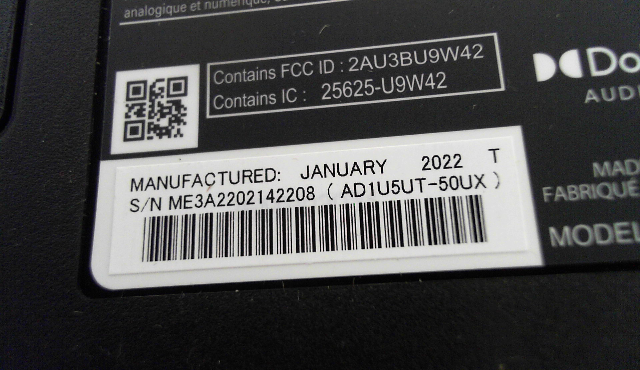 analogique et numérique,
Contains FCC ID : 2AU3BU9W42
Contains IC : 25625-U9W42
AUD
MANUFACTURED: JANUARY 2022 T
S/N ME3A2202142208 ( AD1U5UT-50UX )
MAD
FABRIQUÉ
MODEL